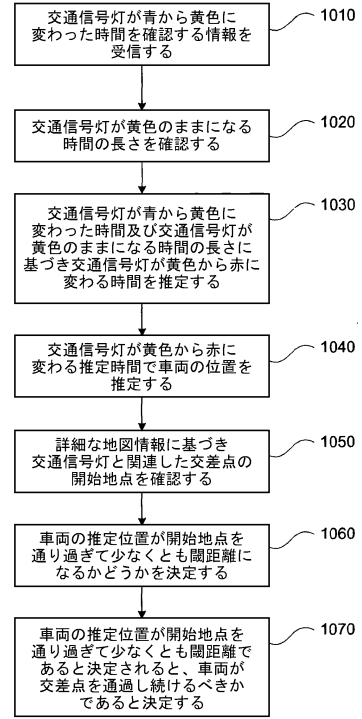 交通信号灯が青から黄色に
変わった時間を確認する情報を
受信する
1010
交通信号灯が黄色のままになる
時間の長さを確認する
1020
交通信号灯が青から黄色に
変わった時間及び交通信号灯が
黄色のままになる時間の長さに
基づき交通信号灯が黄色から赤に
変わる時間を推定する
1030
交通信号灯が黄色から赤に
変わる推定時間で車両の位置を
推定する
1040
詳細な地図情報に基づき
交通信号灯と関連した交差点の
開始地点を確認する
1050
車両の推定位置が開始地点を
通り過ぎて少なくとも閾距離に
なるかどうかを決定する
1060
車両の推定位置が開始地点を
通り過ぎて少なくとも閾距離で
あると決定されると、車両が
交差点を通過し続けるべきか
であると決定する
1070